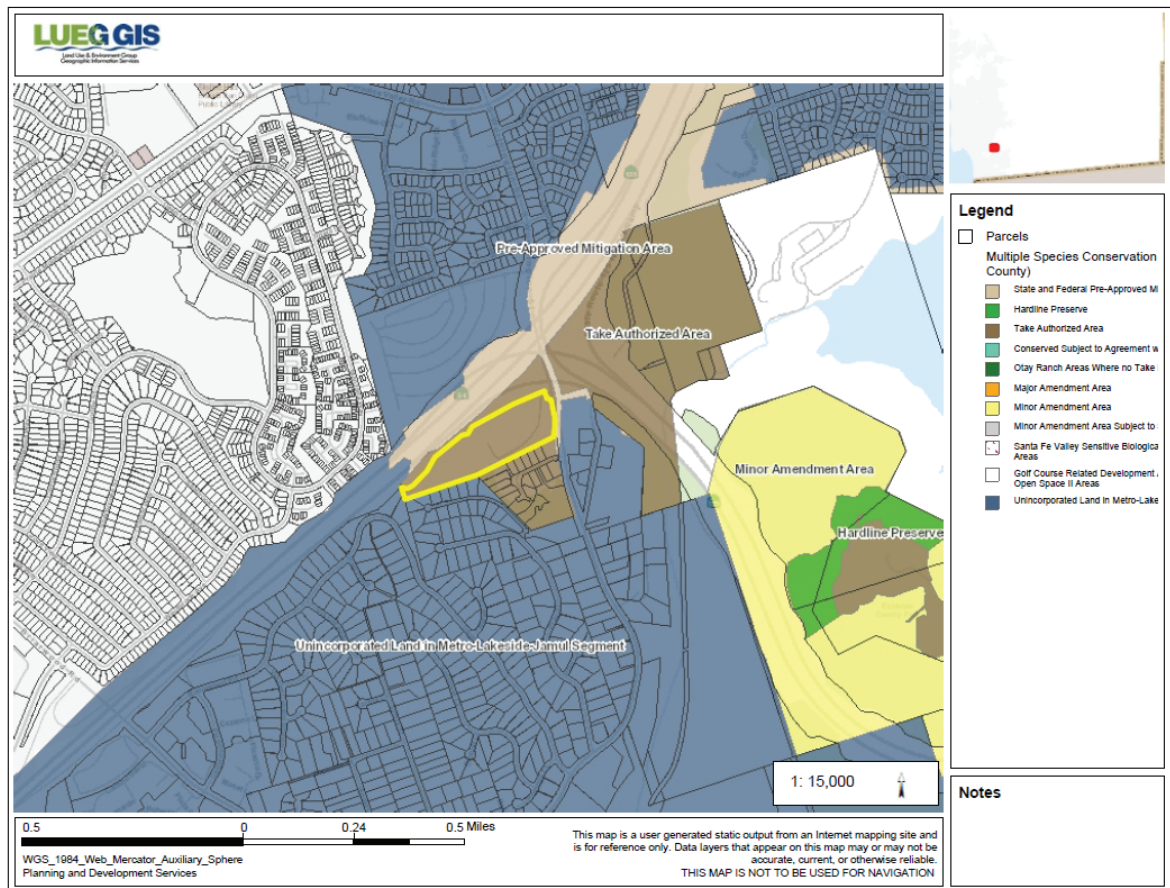 LUEG GIS
Land Use & Environment Group
Geographic Information Services
Pre-Approved Mitigation Area
Take Authorized Area
Minor Amendment Area
Hardline Preserve
Unincorporated Land in Metro-Lakeside-Jamul Segment
1: 15,000
Legend
Parcels
Multiple Species Conservation
County)
State and Federal Pre-Approved Mi
Hardline Preserve
Take Authorized Area
Conserved Subject to Agreement w
Otay Ranch Areas Where no Take
Major Amendment Area
Minor Amendment Area
Minor Amendment Area Subject to
Santa Fe Valley Sensitive Biologica
Areas
Golf Course Related Development
Open Space II Areas
Unincorporated Land in Metro-Lake
Notes
0.5 0 0.24 0.5 Miles
WGS_1984_Web_Mercator_Auxiliary_Sphere
Planning and Development Services
This map is a user generated static output from an Internet mapping site and
is for reference only. Data layers that appear on this map may or may not be
accurate, current, or otherwise reliable.
THIS MAP IS NOT TO BE USED FOR NAVIGATION